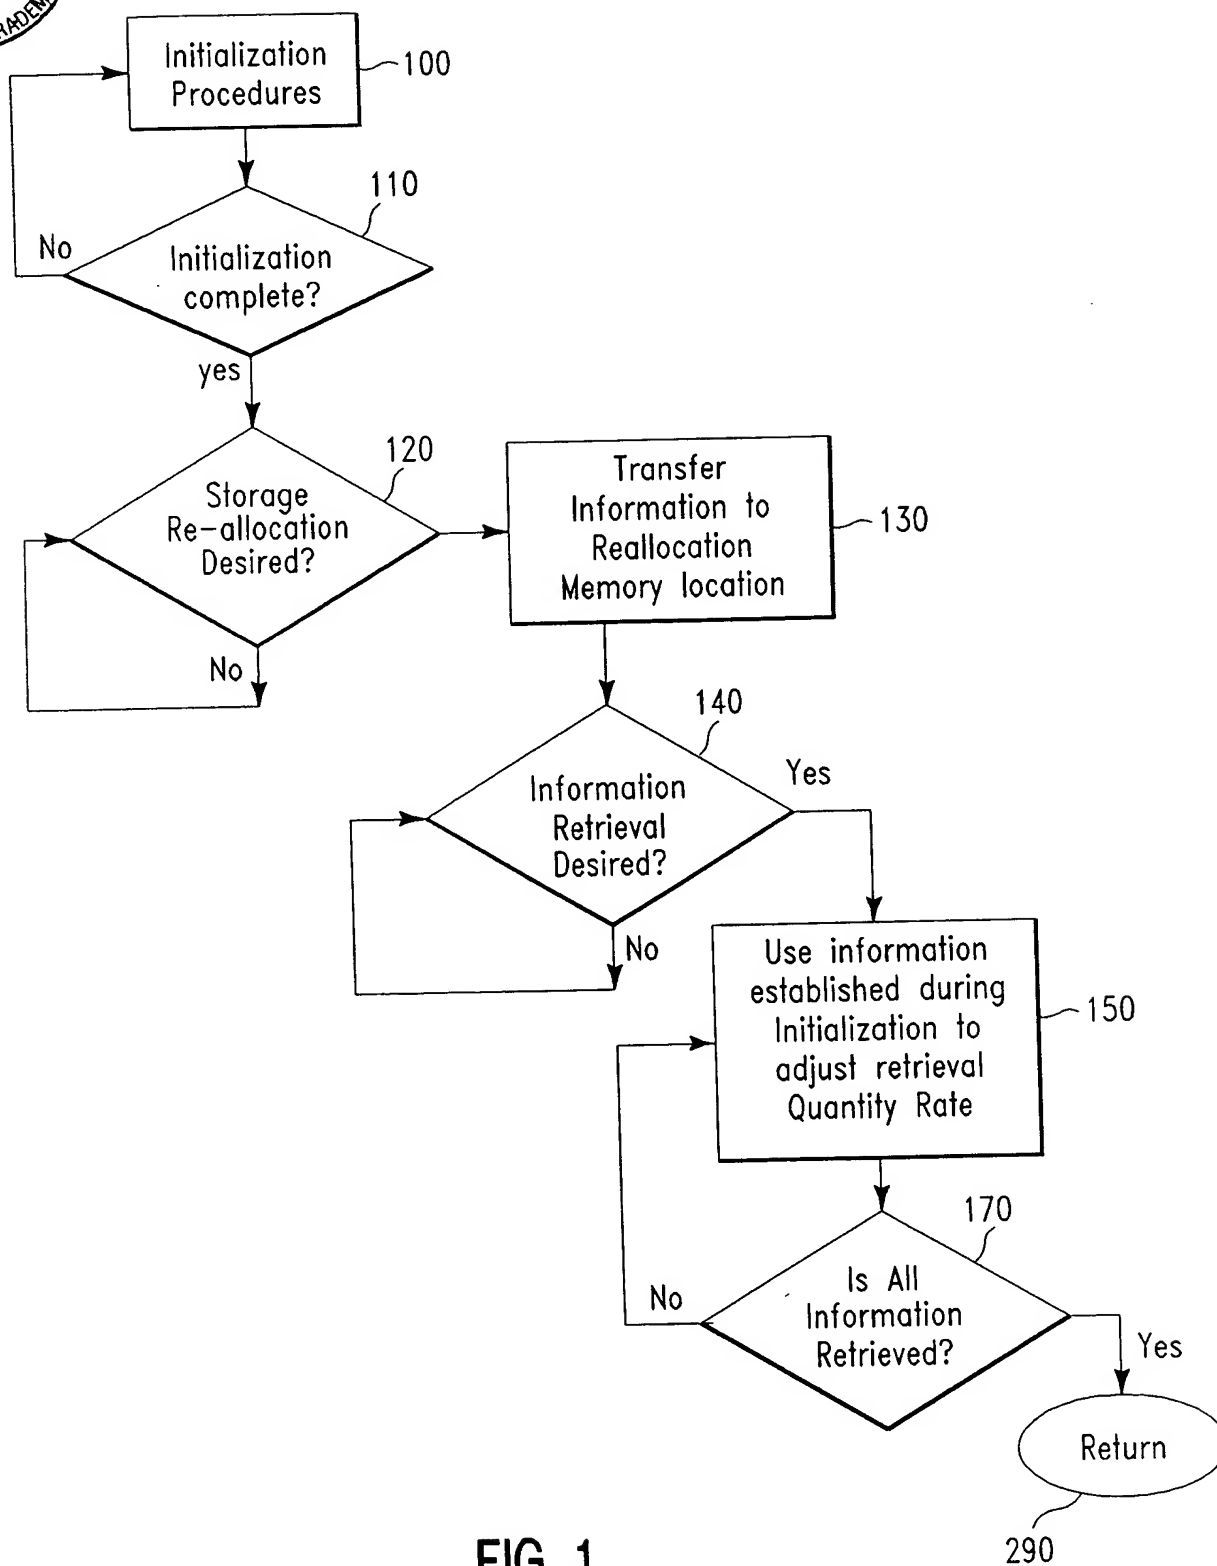 Initialization
Procedures
100
110
No
Initialization
complete?
yes
120
Storage
Re-allocation
Desired?
No
Transfer
Information to
Reallocation
Memory location
130
140
Information
Retrieval
Desired?
Yes
No
Use information
established during
Initialization to
adjust retrieval
Quantity Rate
150
170
Is All
Information
Retrieved?
No
Yes
Return
290
FIG. 1